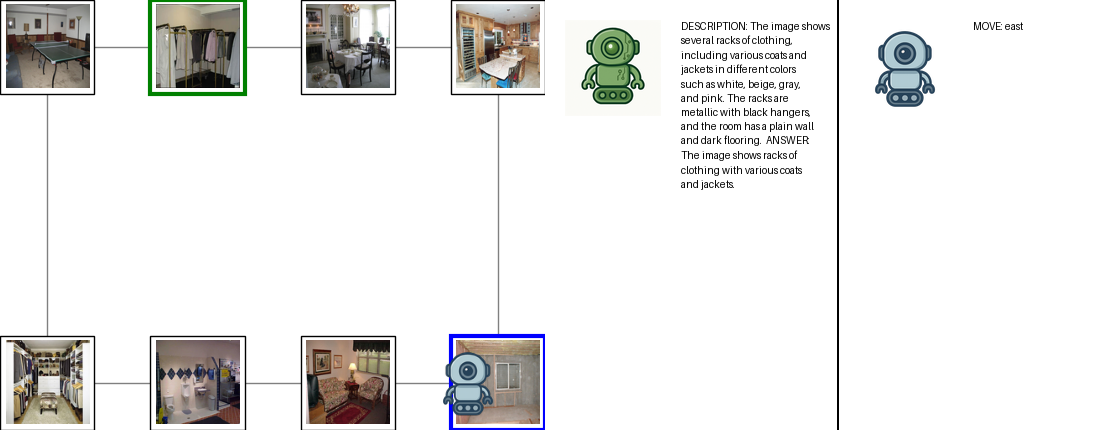 DESCRIPTION: The image shows
several racks of clothing,
including various coats and
jackets in different colors
such as white, beige, gray,
and pink. The racks are
metallic with black hangers,
and the room has a plain wall
and dark flooring. ANSWER:
The image shows racks of
clothing with various coats
and jackets.
MOVE: east